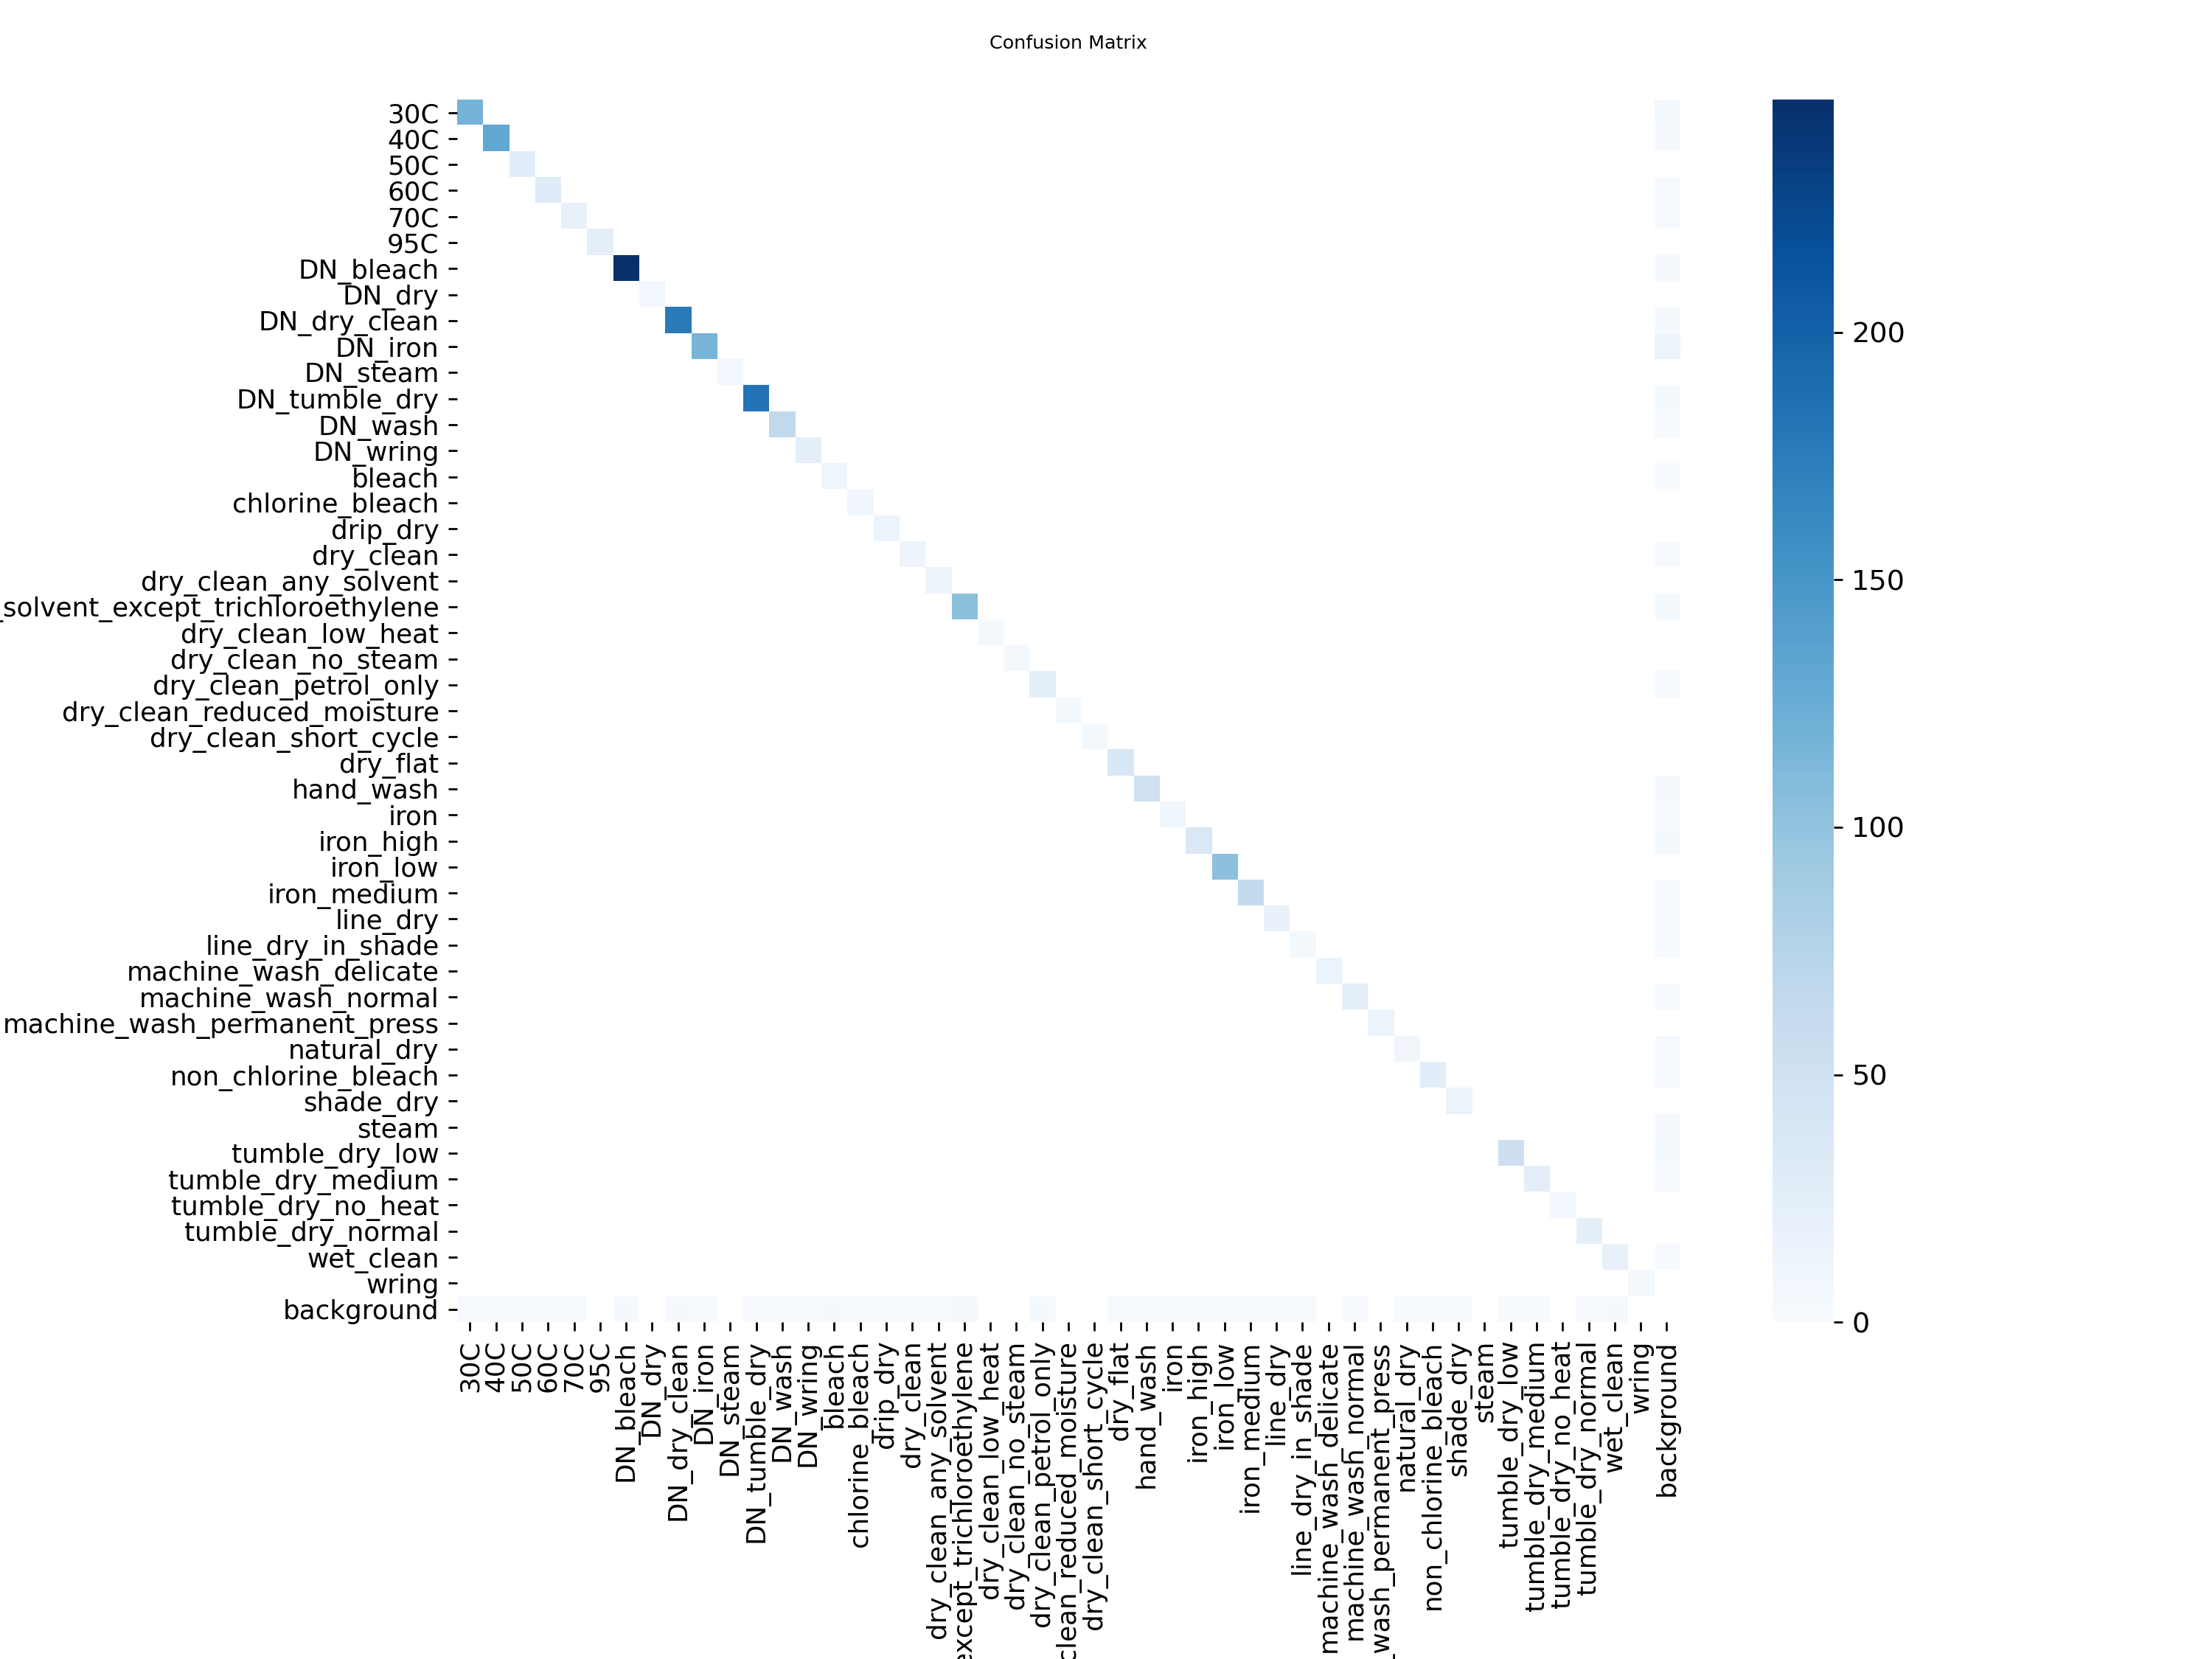 Confusion Matrix
30C
40C
50C
60C
70C
95C
DN_bleach
DN_dry
DN_dry_clean
DN_iron
DN_steam
DN_tumble_dry
DN_wash
DN_wring
bleach
chlorine_bleach
drip_dry
dry_clean
dry_clean_any_solvent
_solvent_except_trichloroethylene
dry_clean_low_heat
dry_clean_no_steam
dry_clean_petrol_only
dry_clean_reduced_moisture
dry_clean_short_cycle
dry_flat
hand_wash
iron
iron_high
iron_low
iron_medium
line_dry
line_dry_in_shade
machine_wash_delicate
machine_wash_normal
machine_wash_permanent_press
natural_dry
non_chlorine_bleach
shade_dry
steam
tumble_dry_low
tumble_dry_medium
tumble_dry_no_heat
tumble_dry_normal
wet_clean
wring
background
30C
40C
50C
60C
70C
95C
DN_bleach
DN_dry
DN_dry_clean
DN_iron
DN_steam
DN_tumble_dry
DN_wash
DN_wring
bleach
chlorine_bleach
drip_dry
dry_clean
dry_clean_any_solvent
except_trichloroethylene
dry_clean_low_heat
dry_clean_no_steam
dry_clean_petrol_only
clean_reduced_moisture
dry_clean_short_cycle
dry_flat
hand_wash
iron
iron_high
iron_low
iron_medium
line_dry
line_dry_in_shade
machine_wash_delicate
machine_wash_normal
_wash_permanent_press
natural_dry
non_chlorine_bleach
shade_dry
steam
tumble_dry_low
tumble_dry_medium
tumble_dry_no_heat
tumble_dry_normal
wet_clean
wring
background
200
150
100
50
0